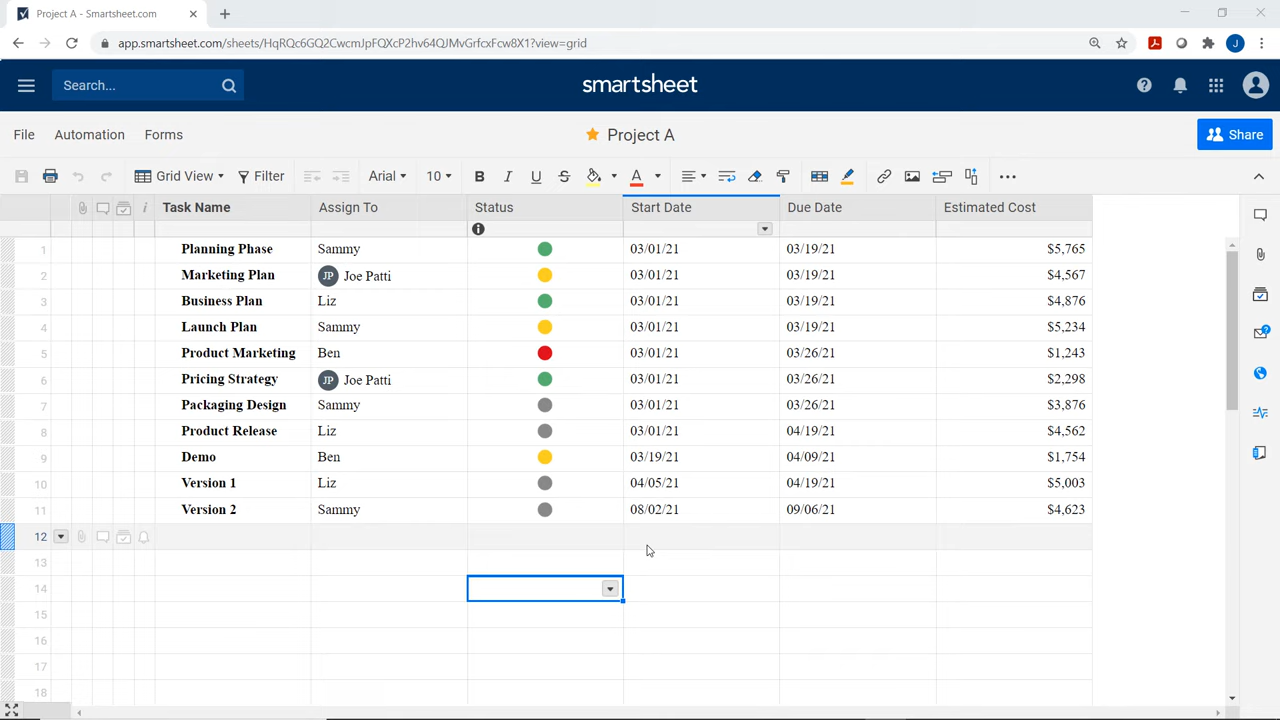 Project A - Smartsheet.com
app.smartsheet.com/sheets/HqRQc6GQ2CwcmJpFQXcP2hv64QJMvGrfcxFcw8X1?view=grid
J
Search...
smartsheet
File Automation Forms
Project A
Share
Grid View
Filter
Arial
10
B I U S A
Task Name Assign To Status Start Date Due Date Estimated Cost
1 Planning Phase Sammy 03/01/21 03/19/21 $5,765
2 Marketing Plan JP Joe Patti 03/01/21 03/19/21 $4,567
3 Business Plan Liz 03/01/21 03/19/21 $4,876
4 Launch Plan Sammy 03/01/21 03/19/21 $5,234
5 Product Marketing Ben 03/01/21 03/26/21 $1,243
6 Pricing Strategy JP Joe Patti 03/01/21 03/26/21 $2,298
7 Packaging Design Sammy 03/01/21 03/26/21 $3,876
8 Product Release Liz 03/01/21 04/19/21 $4,562
9 Demo Ben 03/19/21 04/09/21 $1,754
10 Version 1 Liz 04/05/21 04/19/21 $5,003
11 Version 2 Sammy 08/02/21 09/06/21 $4,623
12
13
14
15
16
17
18